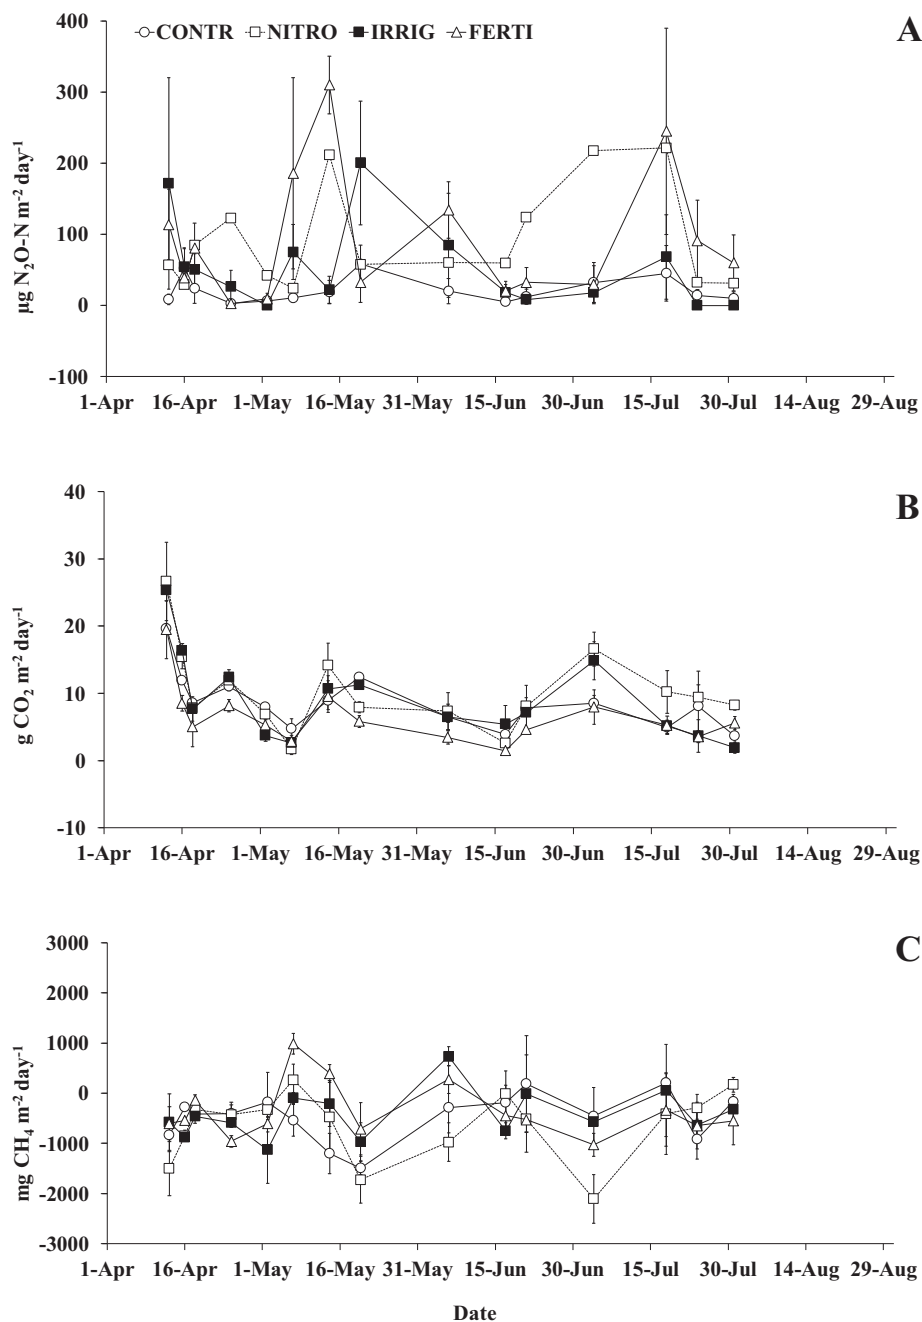 CONTR NITRO IRRIG FERTI
A
400
300
200
100
0
-100
µg N₂O-N m⁻² day⁻¹
1-Apr 16-Apr 1-May 16-May 31-May 15-Jun 30-Jun 15-Jul 30-Jul 14-Aug 29-Aug
B
40
30
20
10
0
-10
g CO₂ m⁻² day⁻¹
1-Apr 16-Apr 1-May 16-May 31-May 15-Jun 30-Jun 15-Jul 30-Jul 14-Aug 29-Aug
C
3000
2000
1000
0
-1000
-2000
-3000
mg CH₄ m⁻² day⁻¹
1-Apr 16-Apr 1-May 16-May 31-May 15-Jun 30-Jun 15-Jul 30-Jul 14-Aug 29-Aug
Date